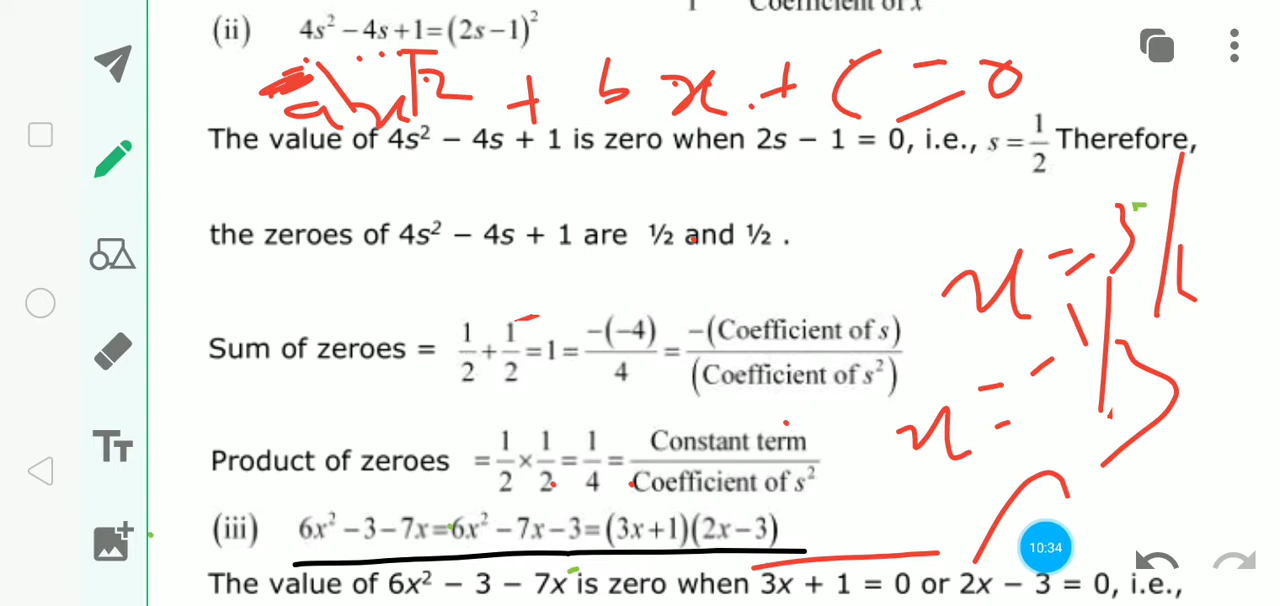 Coefficient of x
(ii) 4s² − 4s + 1 = (2s − 1)²
ax² + bx + c = 0
The value of 4s² − 4s + 1 is zero when 2s − 1 = 0, i.e., s = 1/2 Therefore,
the zeroes of 4s² − 4s + 1 are ½ and ½ .
x =
Sum of zeroes = 1/2 + 1/2 = 1 = −(−4)/4 = −(Coefficient of s)/(Coefficient of s²)
x =
Product of zeroes = 1/2 × 1/2 = 1/4 = Constant term/Coefficient of s²
(iii) 6x² − 3 − 7x = 6x² − 7x − 3 = (3x + 1)(2x − 3)
10:34
The value of 6x² − 3 − 7x is zero when 3x + 1 = 0 or 2x − 3 = 0, i.e.,
TT